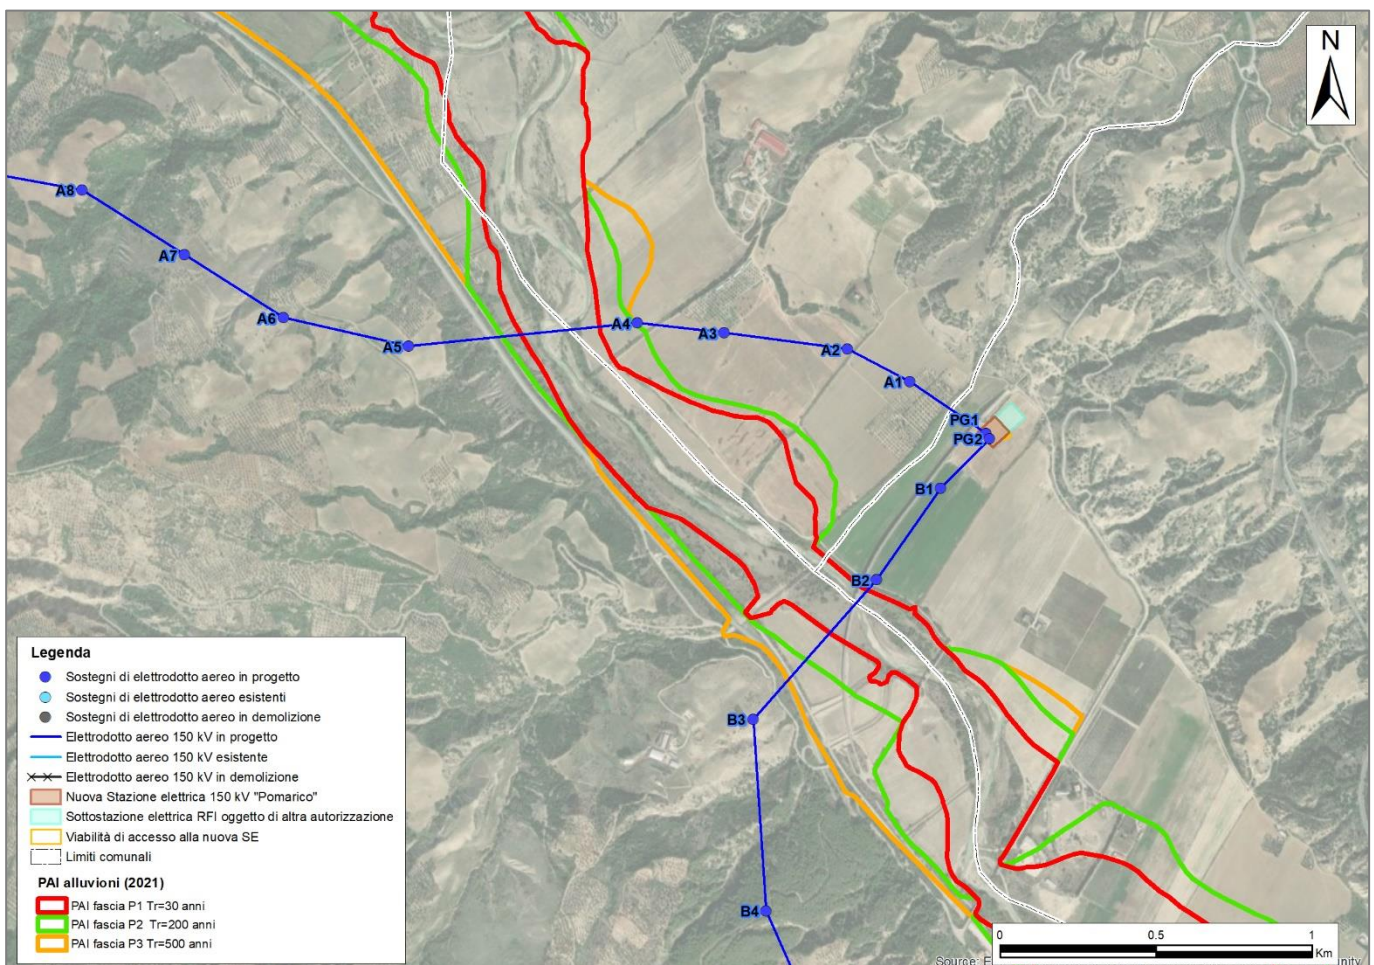 N
A8
A7
A6
A5
A4
A3
A2
A1
PG1
PG2
B1
B2
B3
B4
Legenda
Sostegni di elettrodotto aereo in progetto
Sostegni di elettrodotto aereo esistenti
Sostegni di elettrodotto aereo in demolizione
Elettrodotto aereo 150 kV in progetto
Elettrodotto aereo 150 kV esistente
Elettrodotto aereo 150 kV in demolizione
Nuova Stazione elettrica 150 kV "Pomarico"
Sottostazione elettrica RFI oggetto di altra autorizzazione
Viabilità di accesso alla nuova SE
Limiti comunali
PAI alluvioni (2021)
PAI fascia P1 Tr=30 anni
PAI fascia P2 Tr=200 anni
PAI fascia P3 Tr=500 anni
0 0.5 1
Km
Source: